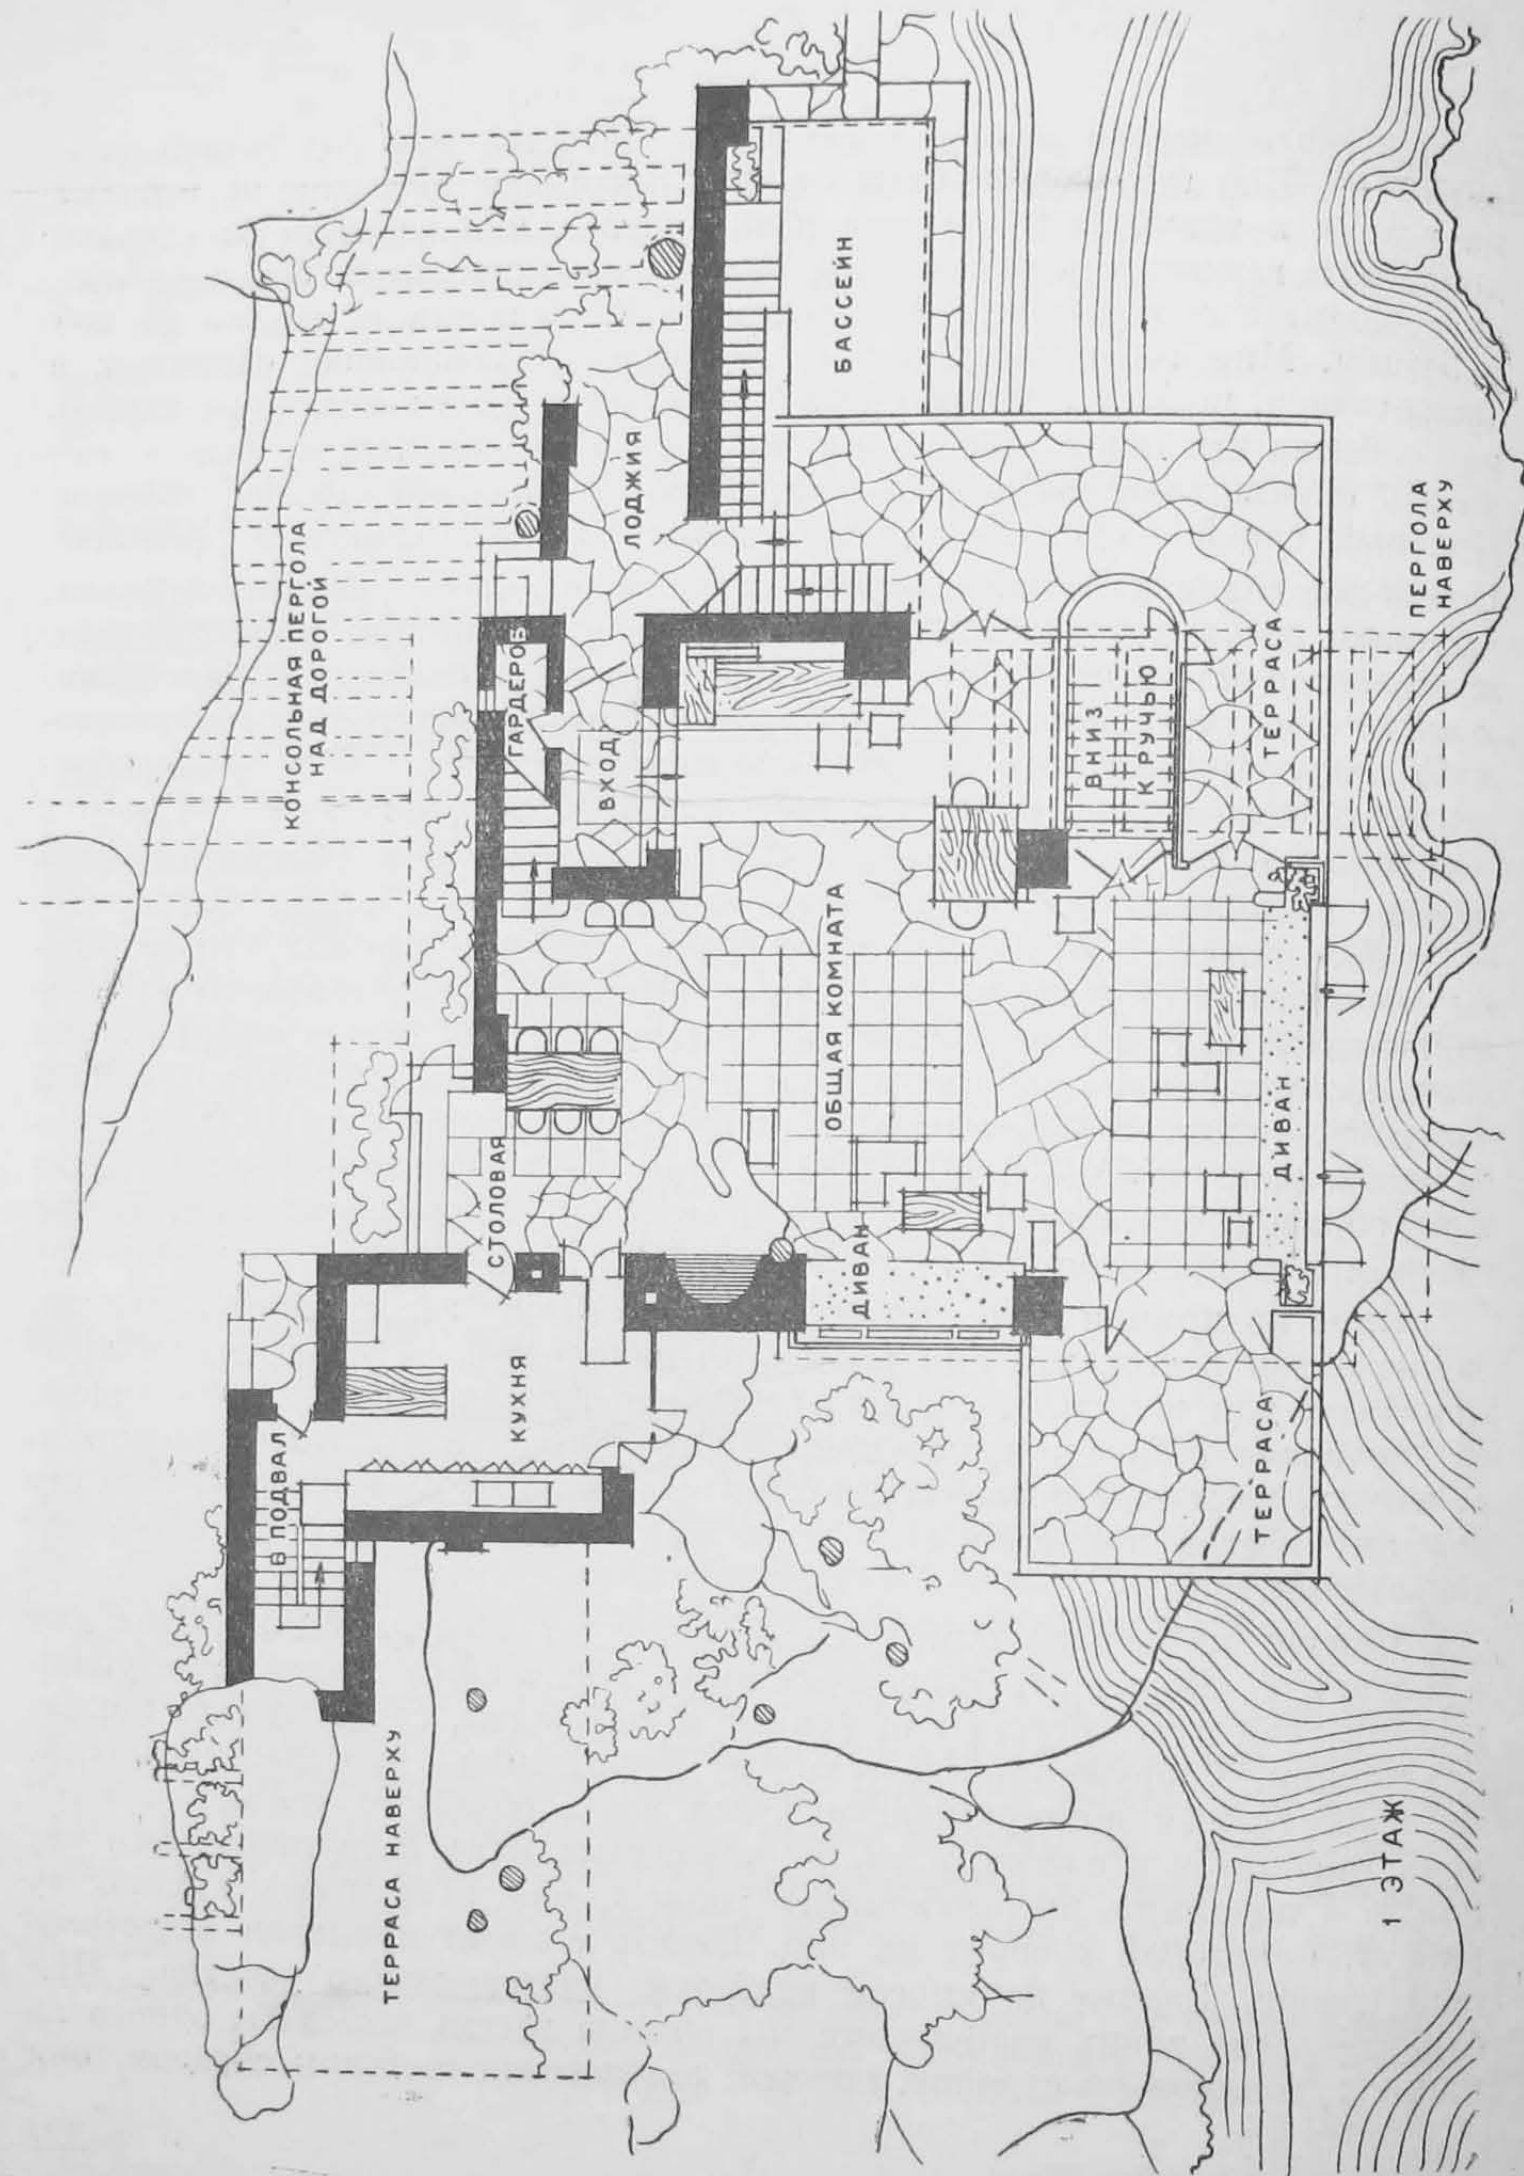 КОНСОЛЬНАЯ ПЕРГОЛА
НАД ДОРОГОЙ
БАССЕЙН
ЛОДЖИЯ
ГАРДЕРОБ
ВХОД
ВНИЗ
К РУЧЬЮ
ТЕРРАСА
ПЕРГОЛА
НАВЕРХУ
ОБЩАЯ КОМНАТА
СТОЛОВАЯ
ДИВАН
ДИВАН
КУХНЯ
В ПОДВАЛ
ТЕРРАСА
ТЕРРАСА НАВЕРХУ
1 ЭТАЖ